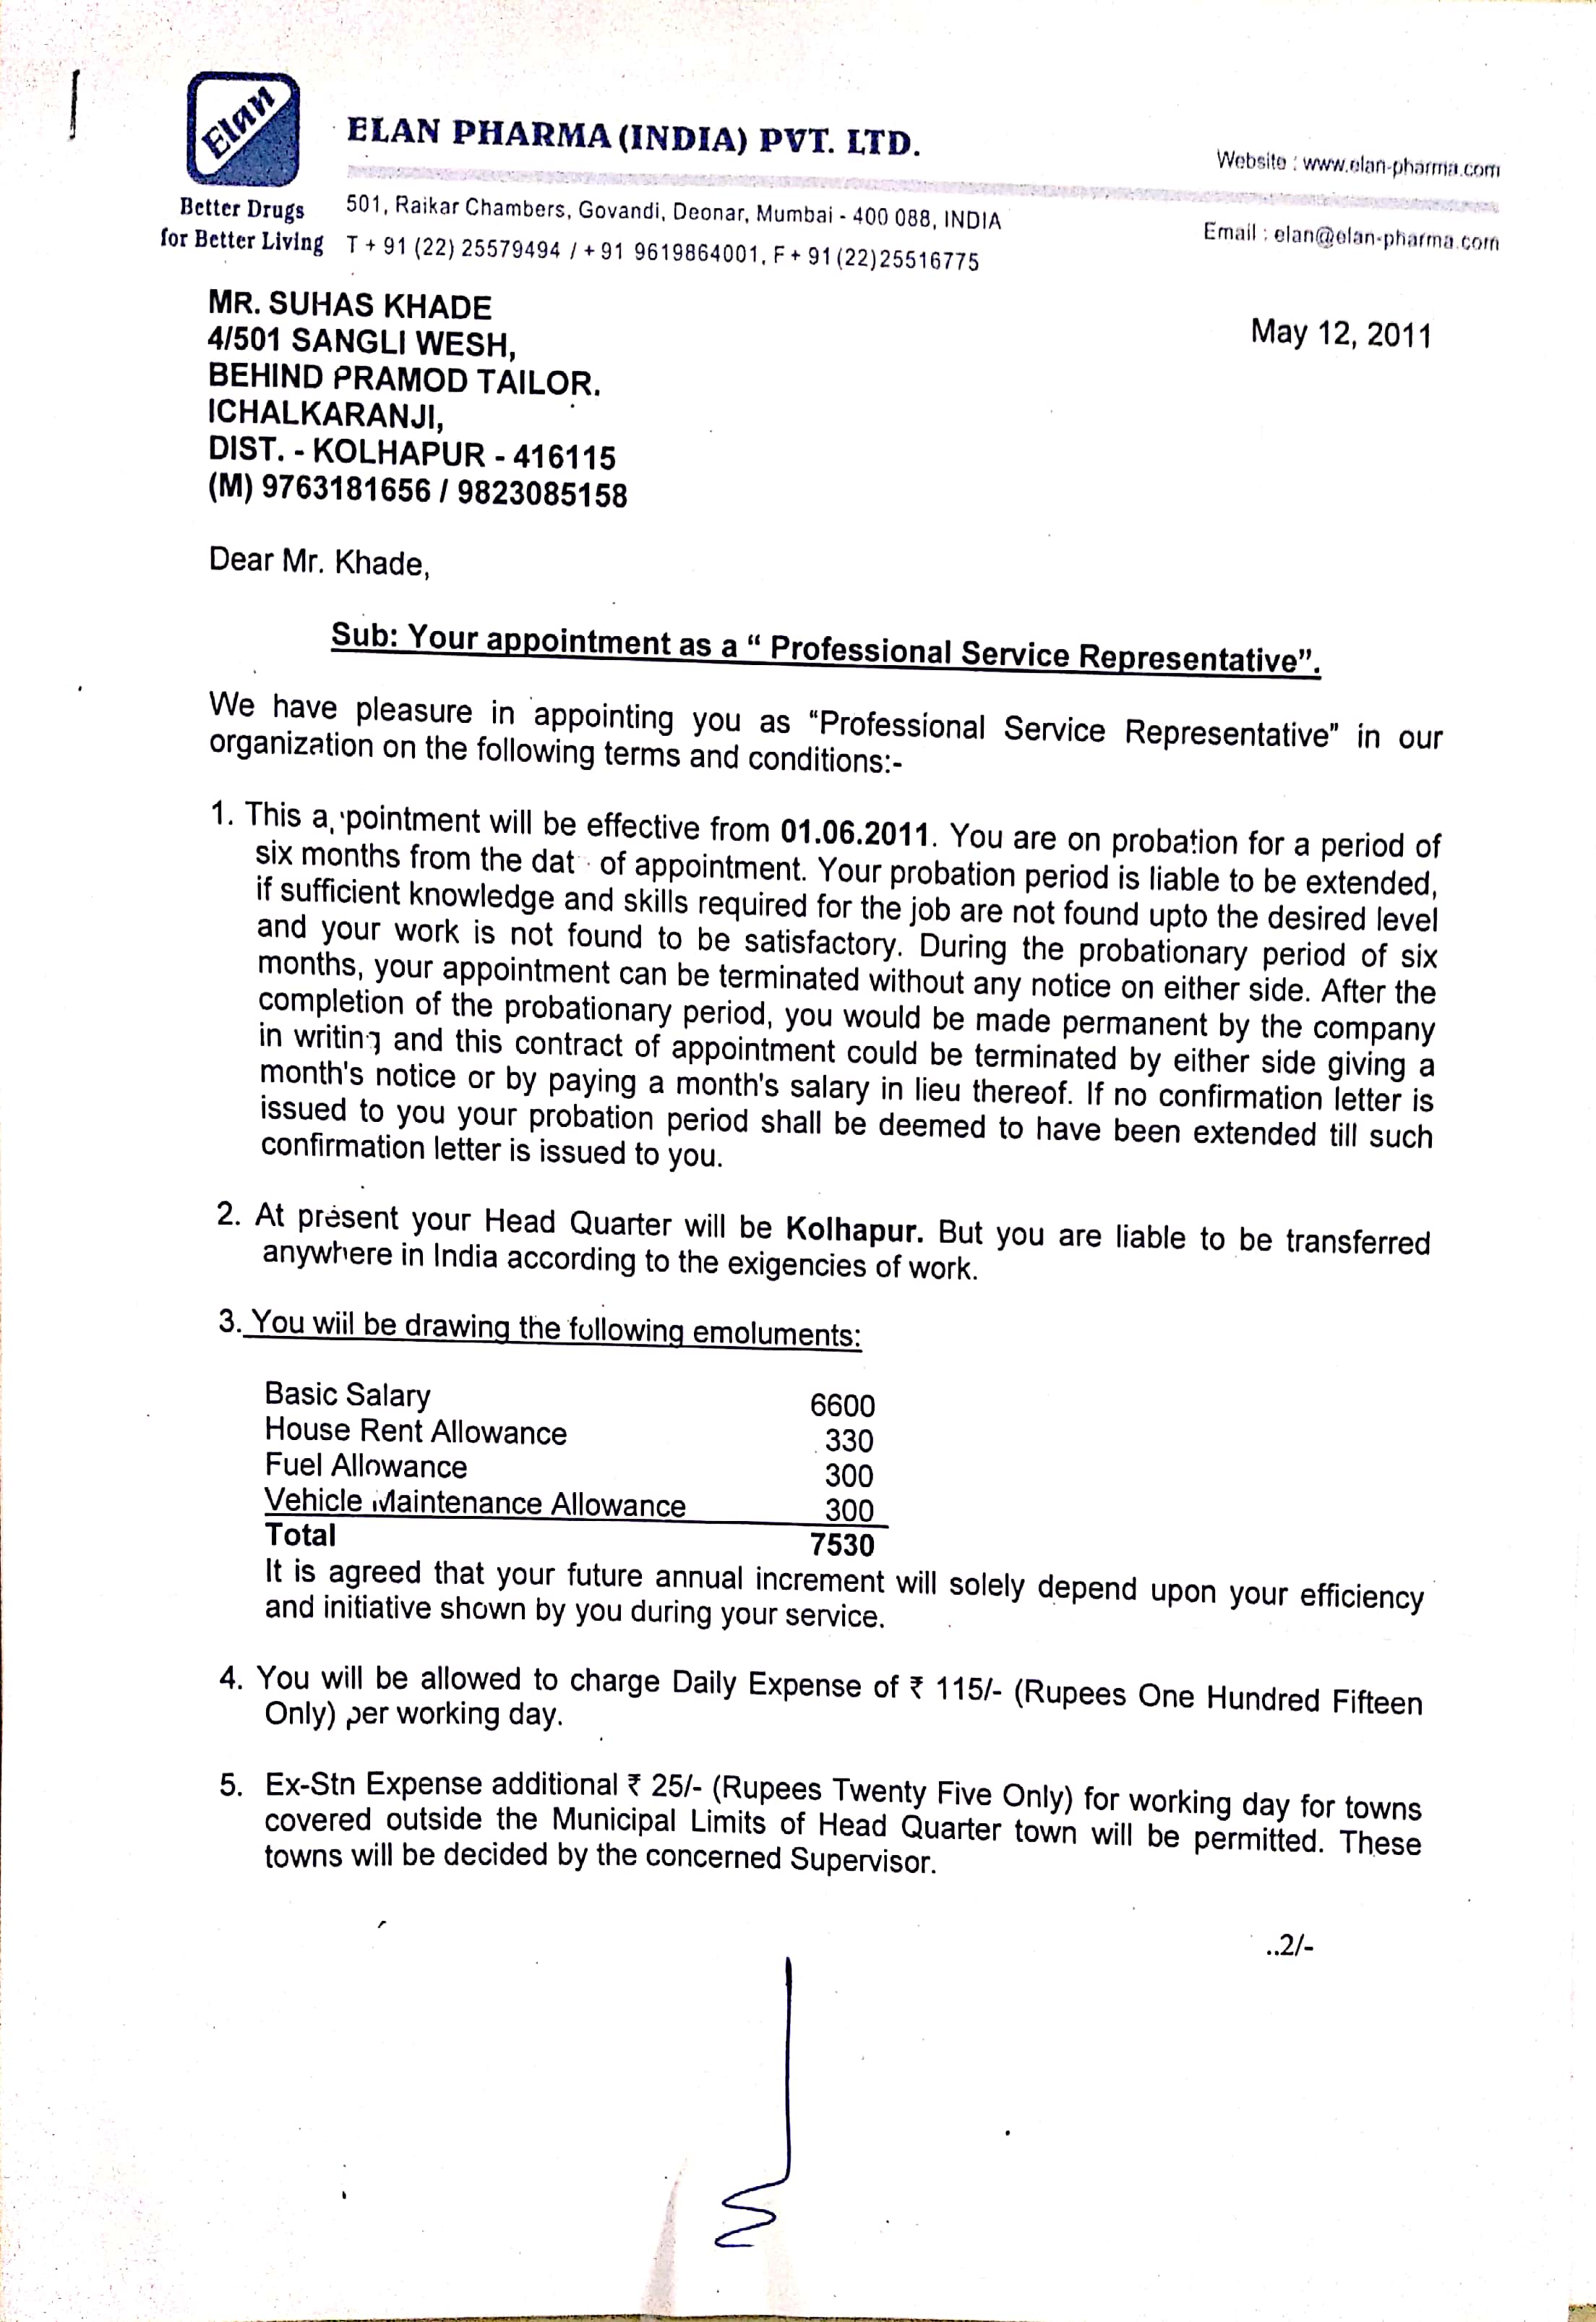 Elan
ELAN PHARMA (INDIA) PVT. LTD.
Website : www.elan-pharma.com
Better Drugs
for Better Living
501, Raikar Chambers, Govandi, Deonar, Mumbai - 400 088, INDIA
T + 91 (22) 25579494 / + 91 9619864001, F + 91 (22)25516775
Email : elan@elan-pharma.com
MR. SUHAS KHADE
4/501 SANGLI WESH,
BEHIND PRAMOD TAILOR.
ICHALKARANJI,
DIST. - KOLHAPUR - 416115
(M) 9763181656 / 9823085158
May 12, 2011
Dear Mr. Khade,
Sub: Your appointment as a “ Professional Service Representative”.
We have pleasure in appointing you as “Professional Service Representative” in our
organization on the following terms and conditions:-
1. This appointment will be effective from 01.06.2011. You are on probation for a period of
six months from the dat of appointment. Your probation period is liable to be extended,
if sufficient knowledge and skills required for the job are not found upto the desired level
and your work is not found to be satisfactory. During the probationary period of six
months, your appointment can be terminated without any notice on either side. After the
completion of the probationary period, you would be made permanent by the company
in writing and this contract of appointment could be terminated by either side giving a
month's notice or by paying a month's salary in lieu thereof. If no confirmation letter is
issued to you your probation period shall be deemed to have been extended till such
confirmation letter is issued to you.
2. At present your Head Quarter will be Kolhapur. But you are liable to be transferred
anywhere in India according to the exigencies of work.
3. You will be drawing the following emoluments:
Basic Salary 6600
House Rent Allowance 330
Fuel Allowance 300
Vehicle Maintenance Allowance 300
Total 7530
It is agreed that your future annual increment will solely depend upon your efficiency
and initiative shown by you during your service.
4. You will be allowed to charge Daily Expense of ₹ 115/- (Rupees One Hundred Fifteen
Only) per working day.
5. Ex-Stn Expense additional ₹ 25/- (Rupees Twenty Five Only) for working day for towns
covered outside the Municipal Limits of Head Quarter town will be permitted. These
towns will be decided by the concerned Supervisor.
..2/-